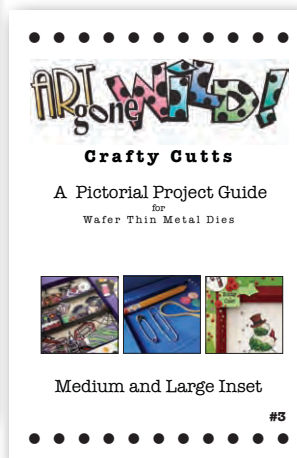 ART
gone WiLD!
Crafty Cutts
A Pictorial Project Guide
for
Wafer Thin Metal Dies
Medium and Large Inset
#3